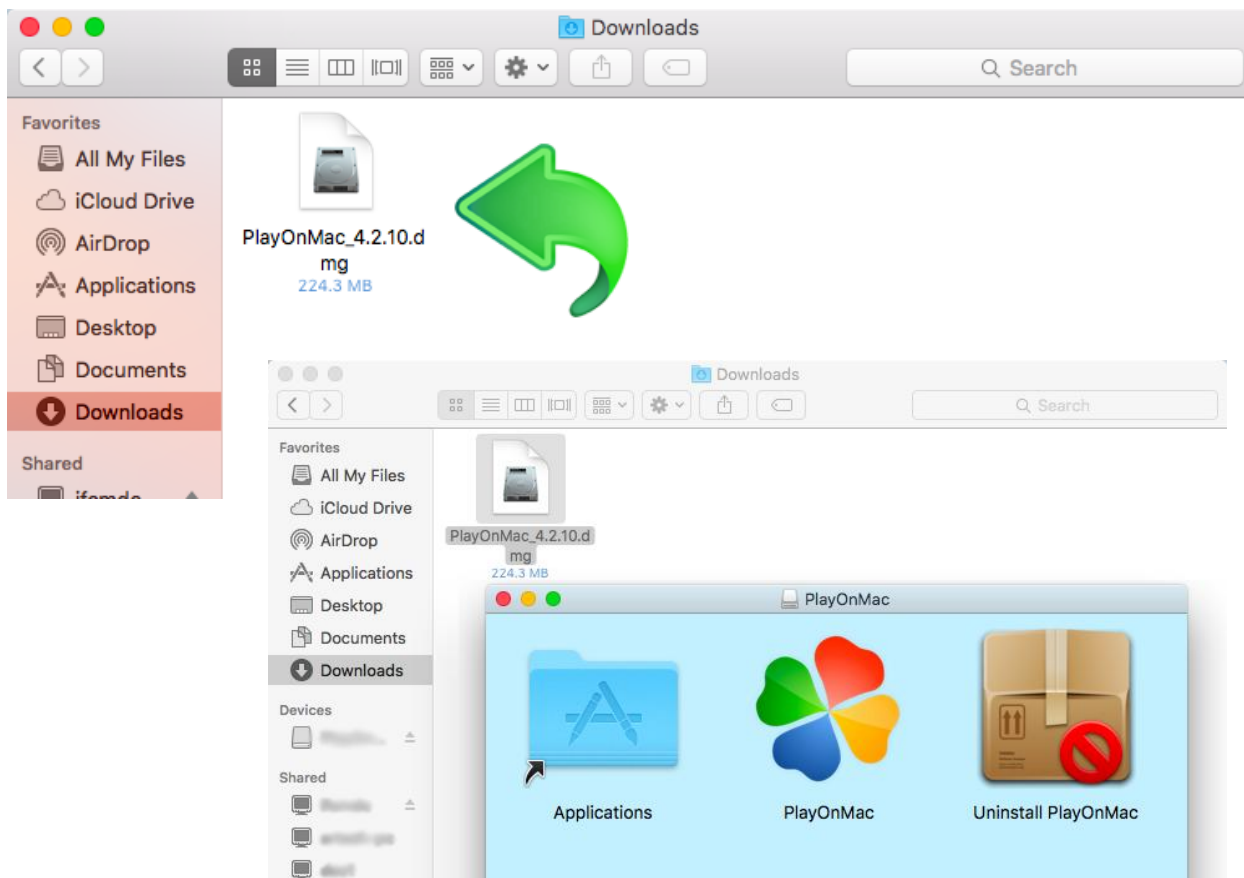 Downloads
Search
Favorites
All My Files
iCloud Drive
AirDrop
Applications
Desktop
Documents
Downloads
Shared
PlayOnMac_4.2.10.d
mg
224.3 MB
Downloads
Search
Favorites
All My Files
iCloud Drive
AirDrop
Applications
Desktop
Documents
Downloads
Devices
Shared
PlayOnMac_4.2.10.d
mg
224.3 MB
PlayOnMac
Applications
PlayOnMac
Uninstall PlayOnMac